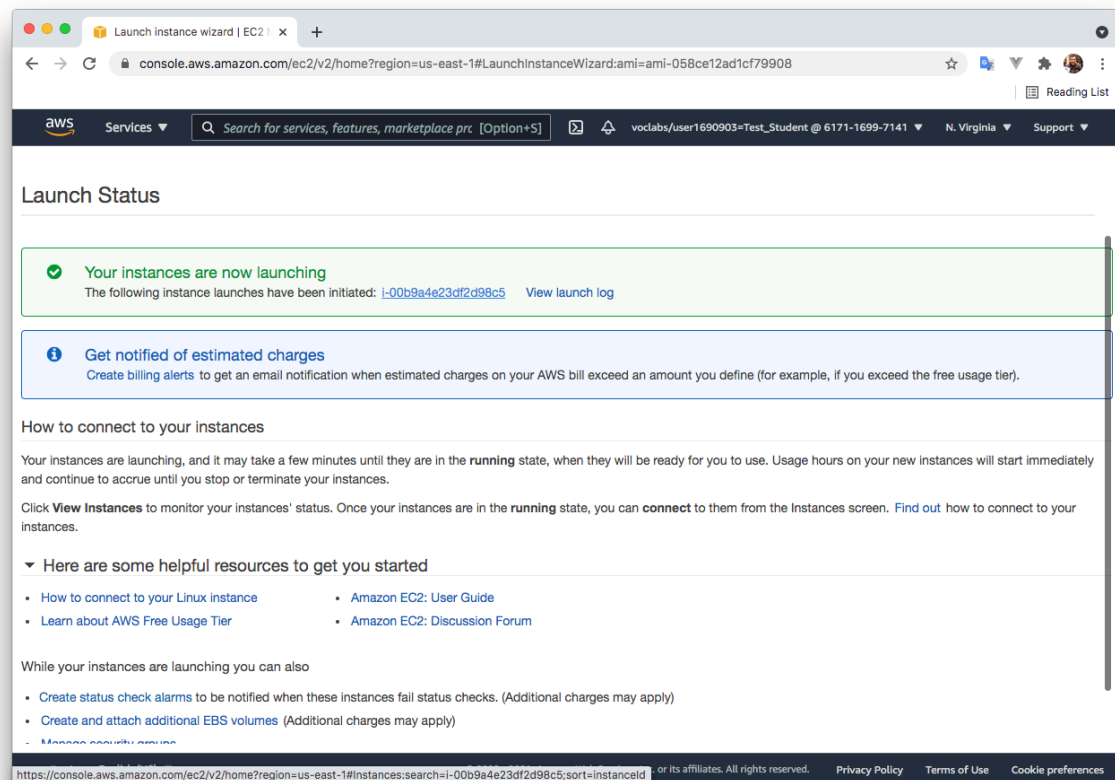 Launch instance wizard | EC2
console.aws.amazon.com/ec2/v2/home?region=us-east-1#LaunchInstanceWizard:ami=ami-058ce12ad1cf79908
Reading List
aws Services Search for services, features, marketplace prc [Option+S] voclabs/user1690903=Test_Student @ 6171-1699-7141 N. Virginia Support
Launch Status
Your instances are now launching
The following instance launches have been initiated: i-00b9a4e23df2d98c5 View launch log
Get notified of estimated charges
Create billing alerts to get an email notification when estimated charges on your AWS bill exceed an amount you define (for example, if you exceed the free usage tier).
How to connect to your instances
Your instances are launching, and it may take a few minutes until they are in the running state, when they will be ready for you to use. Usage hours on your new instances will start immediately
and continue to accrue until you stop or terminate your instances.
Click View Instances to monitor your instances' status. Once your instances are in the running state, you can connect to them from the Instances screen. Find out how to connect to your
instances.
Here are some helpful resources to get you started
• How to connect to your Linux instance • Amazon EC2: User Guide
• Learn about AWS Free Usage Tier • Amazon EC2: Discussion Forum
While your instances are launching you can also
• Create status check alarms to be notified when these instances fail status checks. (Additional charges may apply)
• Create and attach additional EBS volumes (Additional charges may apply)
• Manage security groups
or its affiliates. All rights reserved. Privacy Policy Terms of Use Cookie preferences
https://console.aws.amazon.com/ec2/v2/home?region=us-east-1#Instances:search=i-00b9a4e23df2d98c5;sort=instanceId